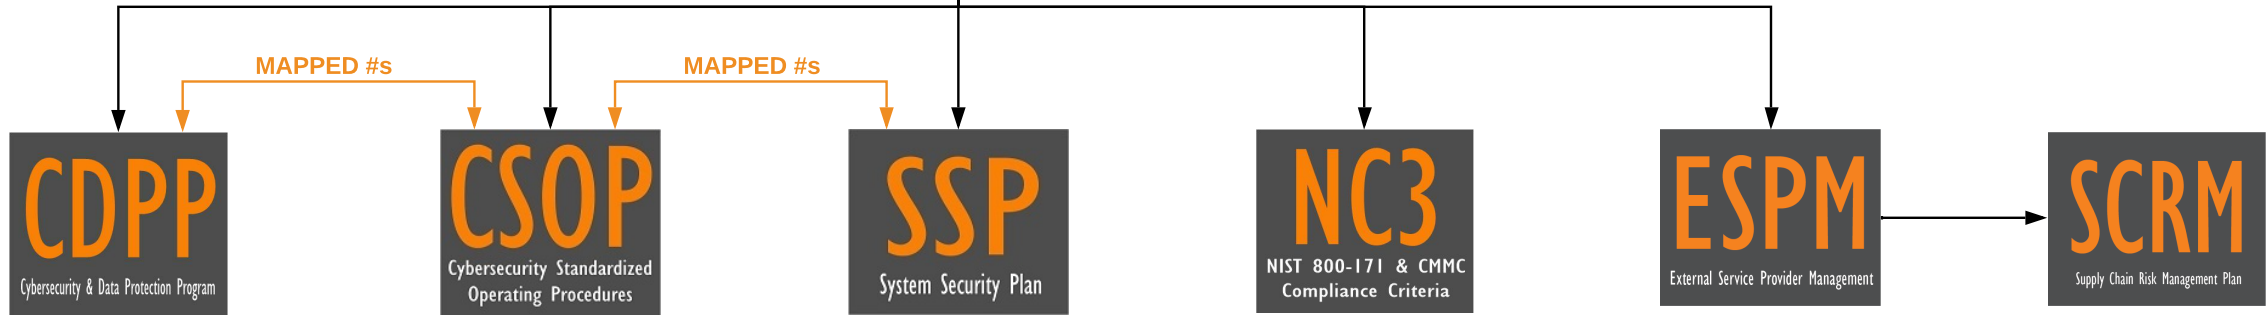 MAPPED #s
MAPPED #s
CDPP
Cybersecurity & Data Protection Program
CSOP
Cybersecurity Standardized
Operating Procedures
SSP
System Security Plan
NC3
NIST 800-171 & CMMC
Compliance Criteria
ESPM
External Service Provider Management
SCRM
Supply Chain Risk Management Plan